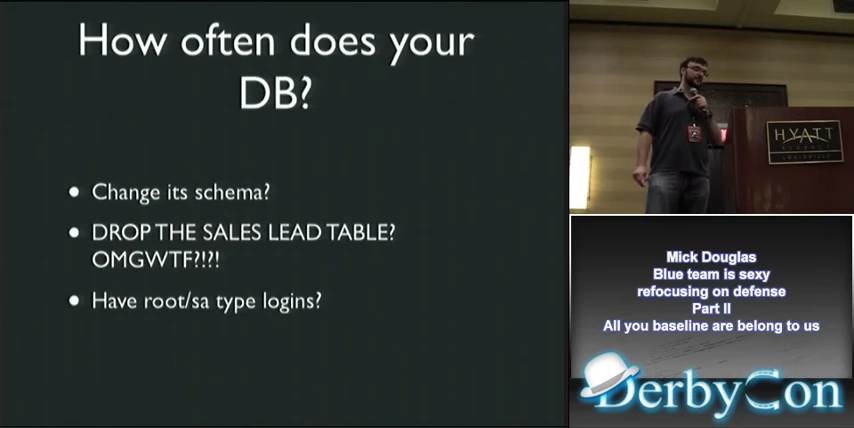 How often does your
DB?
• Change its schema?
• DROP THE SALES LEAD TABLE?
OMGWTF?!?!
• Have root/sa type logins?
HYATT
REGENCY
LOUISVILLE
Mick Douglas
Blue team is sexy
refocusing on defense
Part II
All you baseline are belong to us
DerbyCon